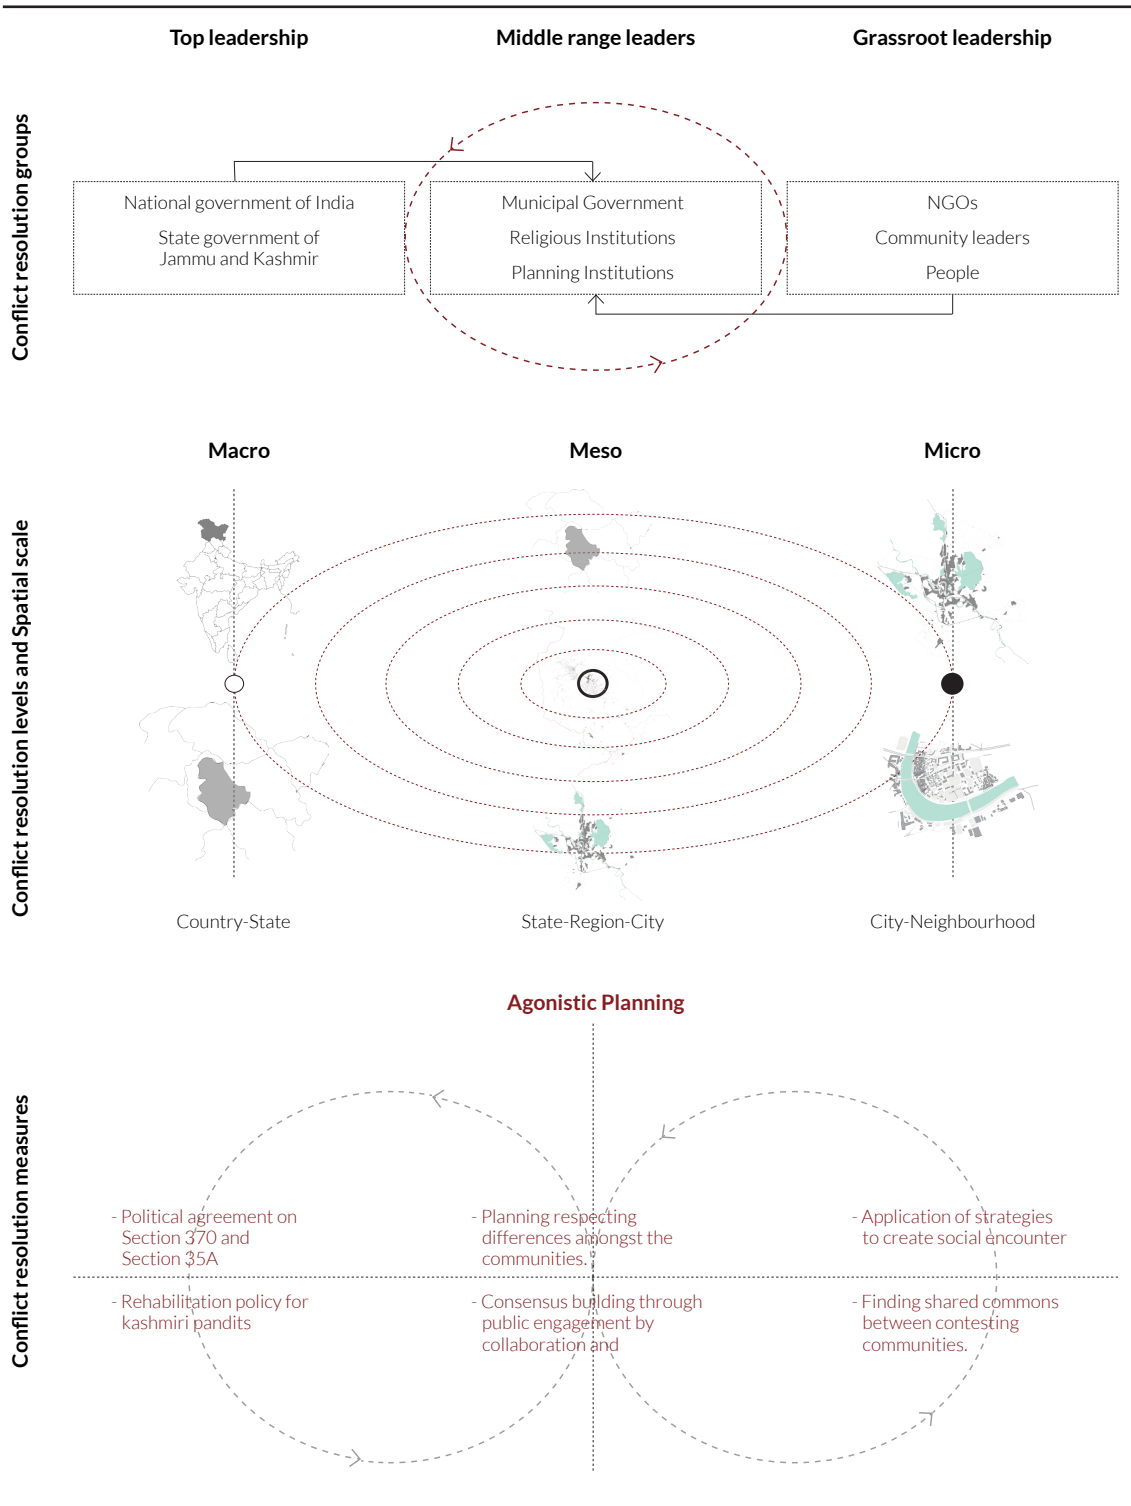 Top leadership
Middle range leaders
Grassroot leadership
Conflict resolution groups
National government of India
State government of
Jammu and Kashmir
Municipal Government
Religious Institutions
Planning Institutions
NGOs
Community leaders
People
Conflict resolution levels and Spatial scale
Macro
Meso
Micro
Country-State
State-Region-City
City-Neighbourhood
Conflict resolution measures
Agonistic Planning
- Political agreement on
Section 370 and
Section 35A
- Rehabilitation policy for
kashmiri pandits
- Planning respecting
differences amongst the
communities.
- Consensus building through
public engagement by
collaboration and
- Application of strategies
to create social encounter
- Finding shared commons
between contesting
communities.